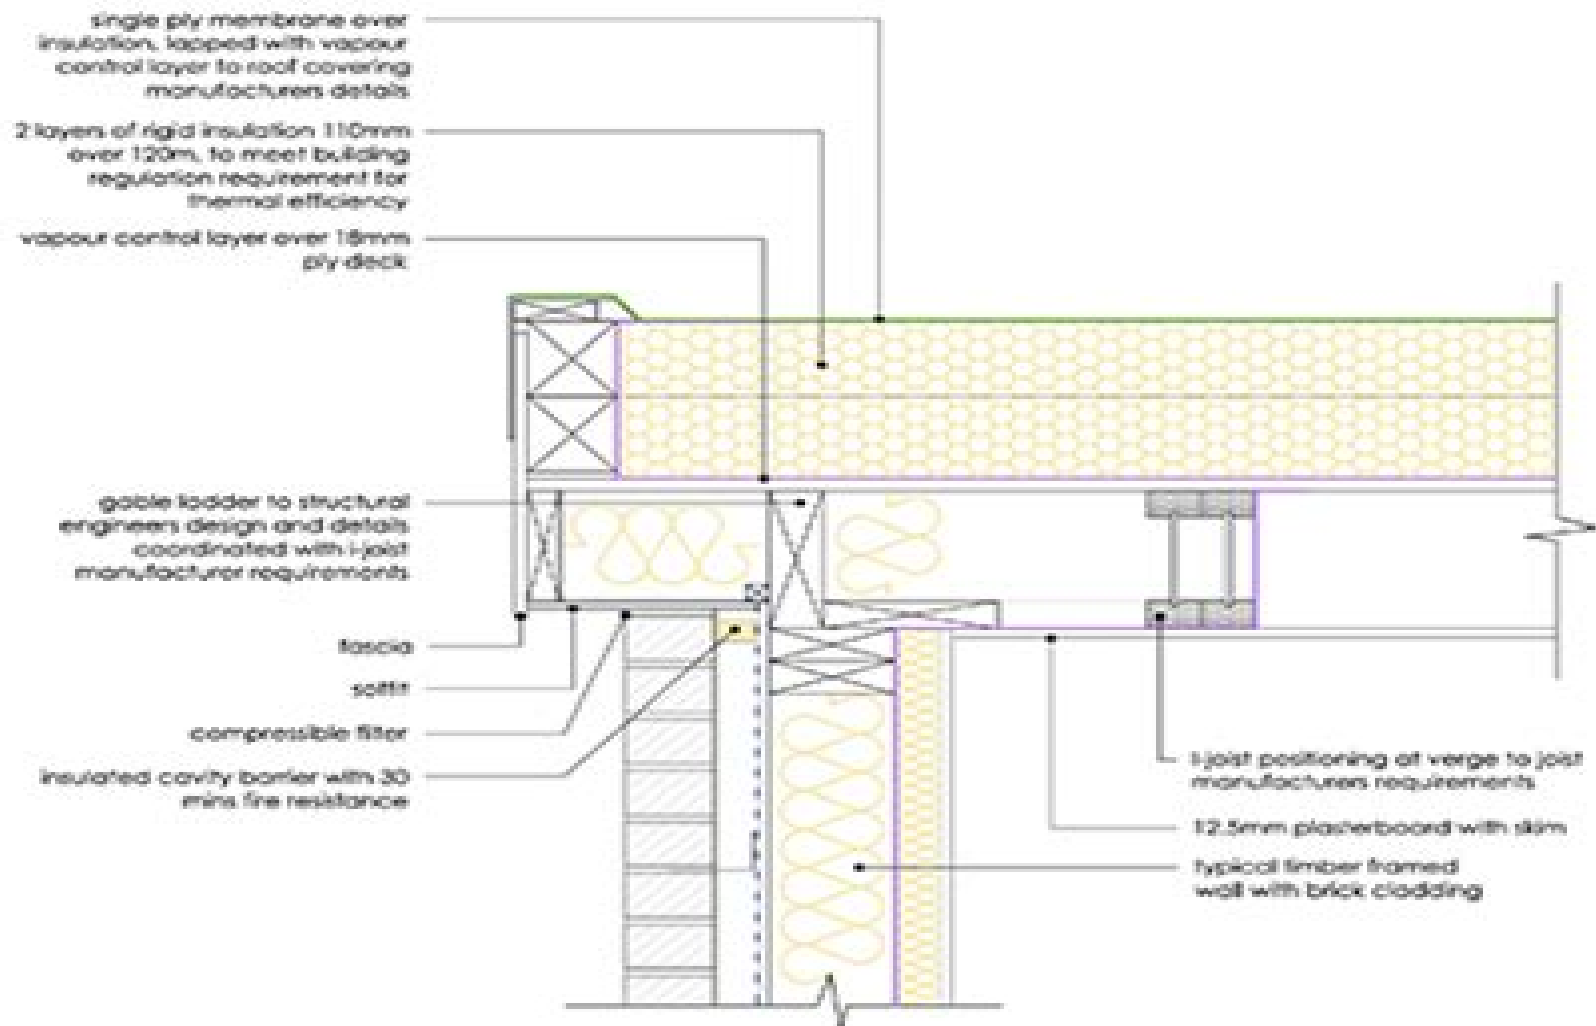 single ply membrane over
insulation, lapped with vapour
control layer to roof covering
manufacturers details
2 layers of rigid insulation 110mm
over 120m, to meet building
regulation requirement for
thermal efficiency
vapour control layer over 18mm
ply deck
gable ladder to structural
engineers design and details
coordinated with i-joist
manufacturer requirements
fascia
soffit
compressible filter
insulated cavity barrier with 30
mins fire resistance
I-joist positioning at verge to joist
manufacturers requirements
12.5mm plasterboard with skim
typical timber framed
wall with brick cladding